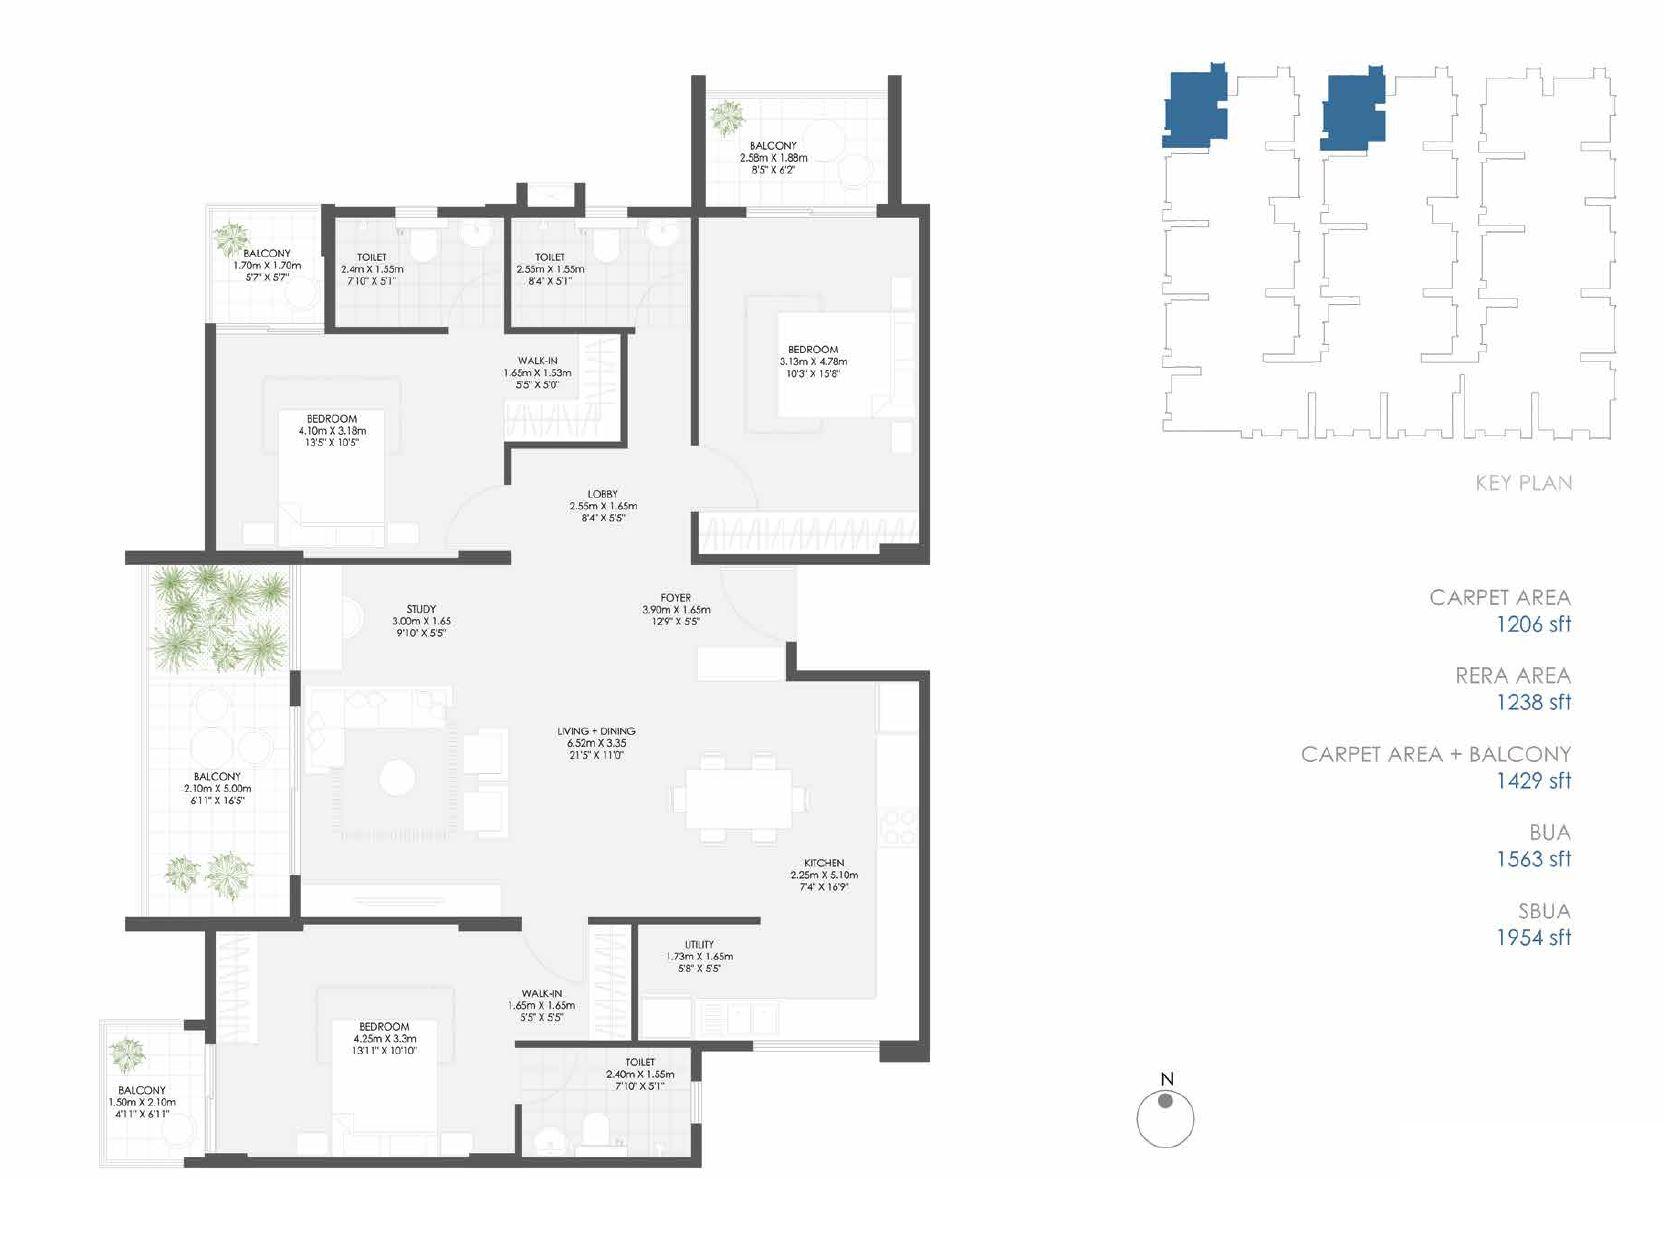 BALCONY
2.58m X 1.88m
8'5" X 6'2"
BALCONY
1.70m X 1.70m
5'7" X 5'7"
TOILET
2.4m X 1.55m
7'10" X 5'1"
TOILET
2.55m X 1.55m
8'4" X 5'1"
BEDROOM
3.13m X 4.78m
10'3" X 15'8"
WALK-IN
1.65m X 1.53m
5'5" X 5'0"
BEDROOM
4.10m X 3.18m
13'5" X 10'5"
LOBBY
2.55m X 1.65m
8'4" X 5'5"
STUDY
3.00m X 1.65
9'10" X 5'5"
FOYER
3.90m X 1.65m
12'9" X 5'5"
LIVING + DINING
6.52m X 3.35
21'5" X 11'0"
BALCONY
2.10m X 5.00m
6'11" X 16'5"
KITCHEN
2.25m X 5.10m
7'4" X 16'9"
UTILITY
1.73m X 1.65m
5'8" X 5'5"
WALK-IN
1.65m X 1.65m
5'5" X 5'5"
BEDROOM
4.25m X 3.3m
13'11" X 10'10"
TOILET
2.40m X 1.55m
7'10" X 5'1"
BALCONY
1.50m X 2.10m
4'11" X 6'11"
KEY PLAN
CARPET AREA
1206 sft
RERA AREA
1238 sft
CARPET AREA + BALCONY
1429 sft
BUA
1563 sft
SBUA
1954 sft
N